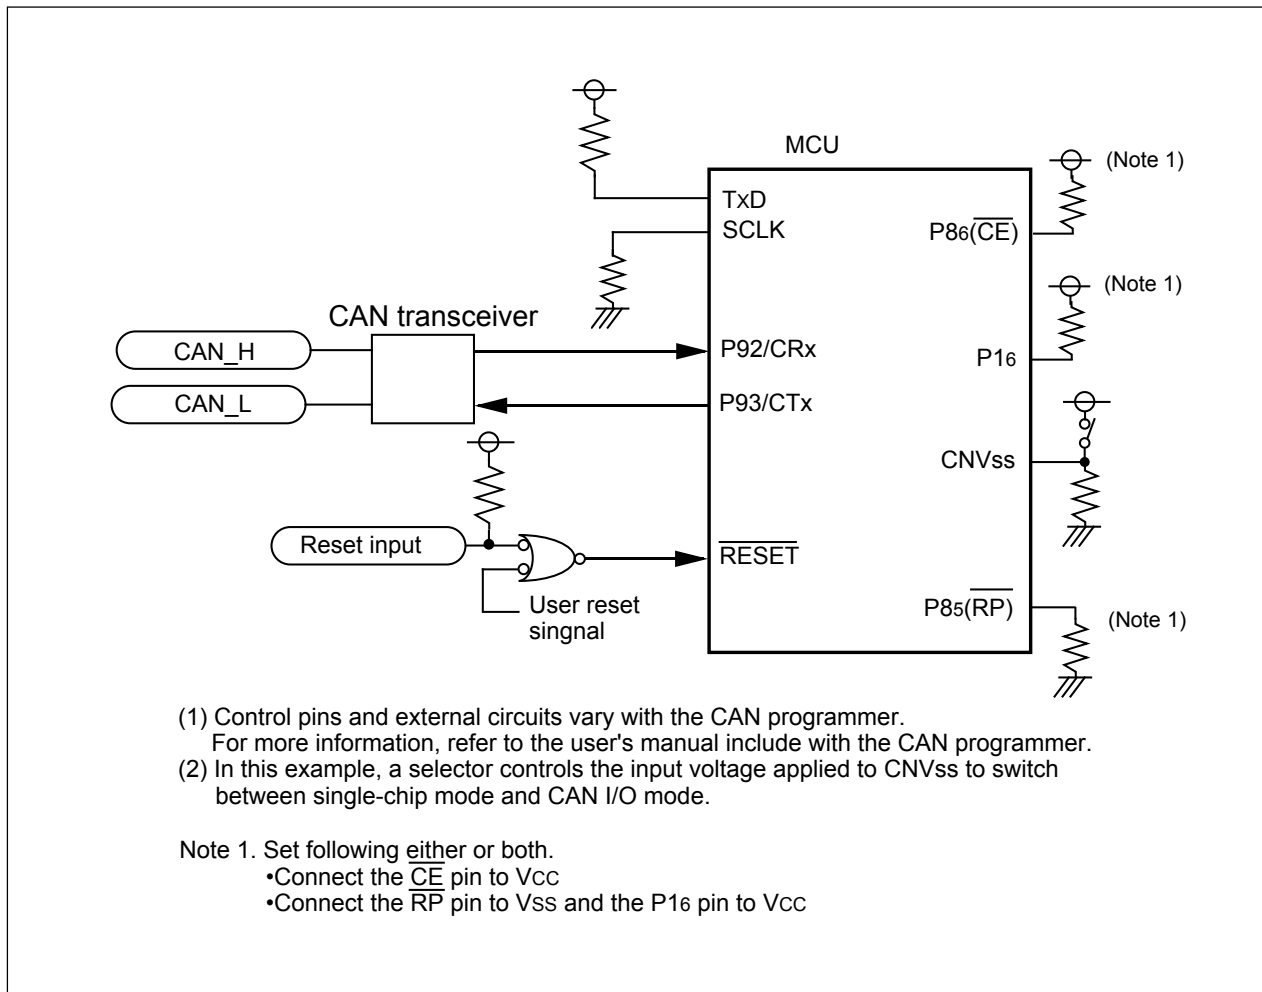 MCU
(Note 1)
TxD
SCLK
P86(CE)
(Note 1)
CAN transceiver
CAN_H
P92/CRx
P16
CAN_L
P93/CTx
CNVss
Reset input
RESET
User reset
singnal
P85(RP)
(Note 1)
(1) Control pins and external circuits vary with the CAN programmer.
For more information, refer to the user's manual include with the CAN programmer.
(2) In this example, a selector controls the input voltage applied to CNVss to switch
between single-chip mode and CAN I/O mode.
Note 1. Set following either or both.
•Connect the CE pin to VCC
•Connect the RP pin to VSS and the P16 pin to VCC